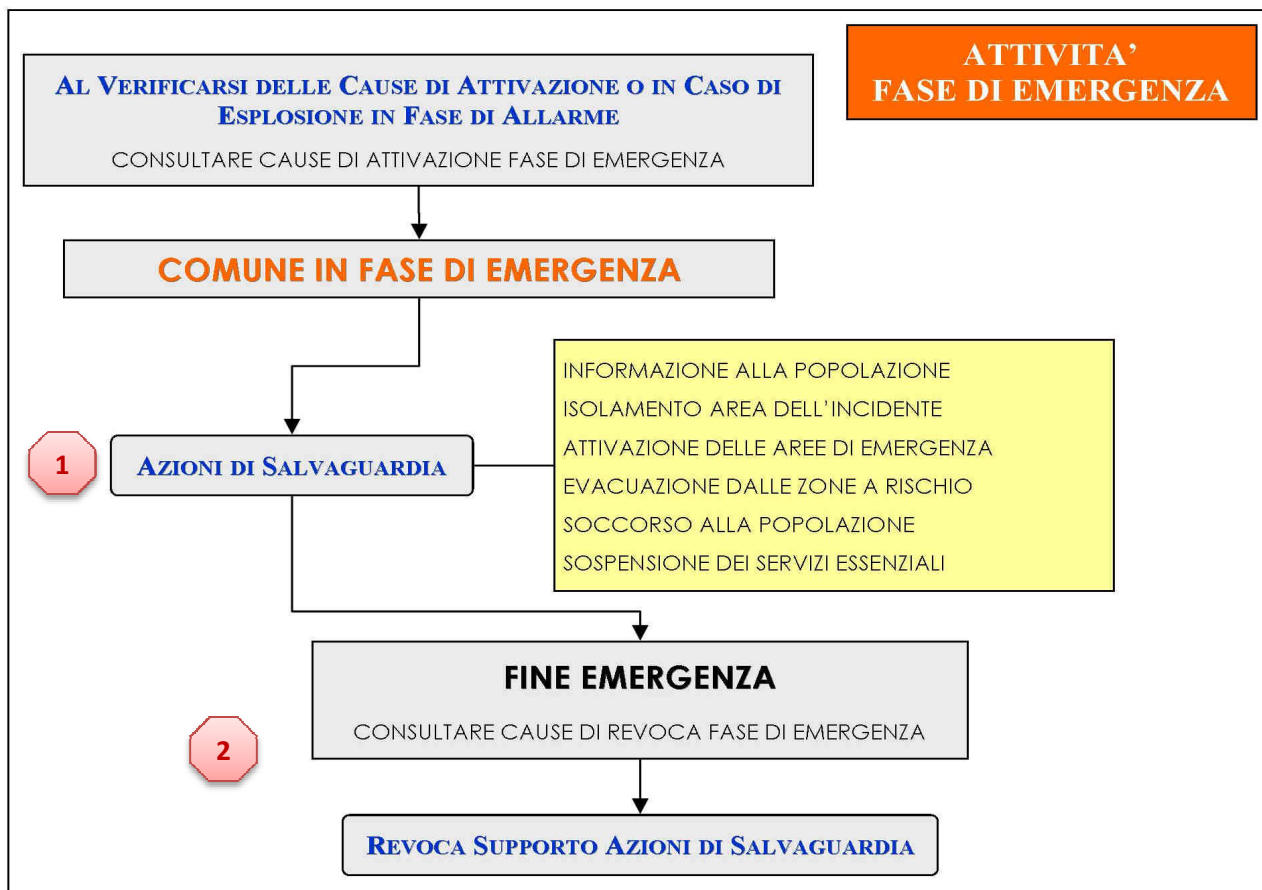 ATTIVITA’
FASE DI EMERGENZA
AL VERIFICARSI DELLE CAUSE DI ATTIVAZIONE O IN CASO DI
ESPLOSIONE IN FASE DI ALLARME
CONSULTARE CAUSE DI ATTIVAZIONE FASE DI EMERGENZA
COMUNE IN FASE DI EMERGENZA
1
AZIONI DI SALVAGUARDIA
INFORMAZIONE ALLA POPOLAZIONE
ISOLAMENTO AREA DELL’INCIDENTE
ATTIVAZIONE DELLE AREE DI EMERGENZA
EVACUAZIONE DALLE ZONE A RISCHIO
SOCCORSO ALLA POPOLAZIONE
SOSPENSIONE DEI SERVIZI ESSENZIALI
FINE EMERGENZA
CONSULTARE CAUSE DI REVOCA FASE DI EMERGENZA
2
REVOCA SUPPORTO AZIONI DI SALVAGUARDIA